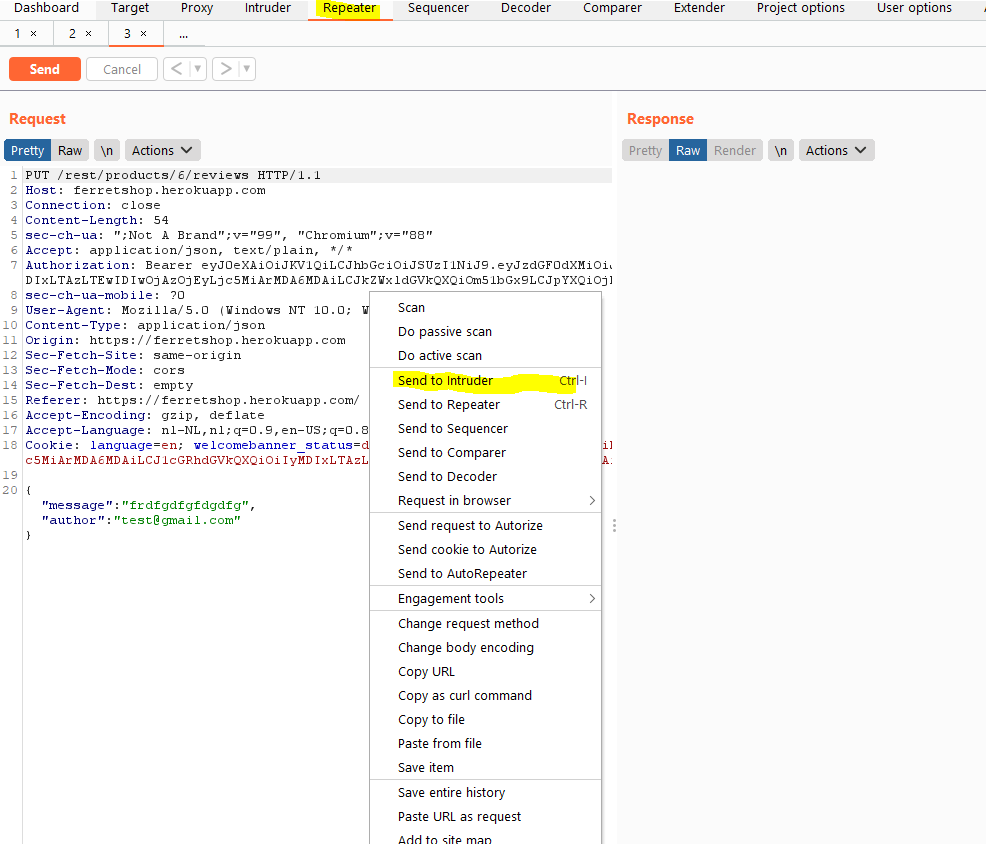 Dashboard Target Proxy Intruder Repeater Sequencer Decoder Comparer Extender Project options User options
1 × 2 × 3 × ...
Send Cancel < ▼ > ▼
Request
Pretty Raw \n Actions
1 PUT /rest/products/6/reviews HTTP/1.1
2 Host: ferretshop.herokuapp.com
3 Connection: close
4 Content-Length: 54
5 sec-ch-ua: ";Not A Brand";v="99", "Chromium";v="88"
6 Accept: application/json, text/plain, */*
7 Authorization: Bearer
8 sec-ch-ua-mobile: ?0
9 User-Agent: Mozilla/5.0 (Windows NT 10.0; W
10 Content-Type: application/json
11 Origin: https://ferretshop.herokuapp.com
12 Sec-Fetch-Site: same-origin
13 Sec-Fetch-Mode: cors
14 Sec-Fetch-Dest: empty
15 Referer: https://ferretshop.herokuapp.com/
16 Accept-Encoding: gzip, deflate
17 Accept-Language: nl-NL,nl;q=0.9,en-US;q=0.8
18 Cookie: language=en; welcomebanner_status=d
19
20 {
"message":"frdfgdfgfdgdfg",
"author":"test@gmail.com"
}
Scan
Do passive scan
Do active scan
Send to Intruder Ctrl-I
Send to Repeater Ctrl-R
Send to Sequencer
Send to Comparer
Send to Decoder
Request in browser >
Send request to Autorize
Send cookie to Autorize
Send to AutoRepeater
Engagement tools >
Change request method
Change body encoding
Copy URL
Copy as curl command
Copy to file
Paste from file
Save item
Save entire history
Paste URL as request
Add to site map
Response
Pretty Raw Render \n Actions